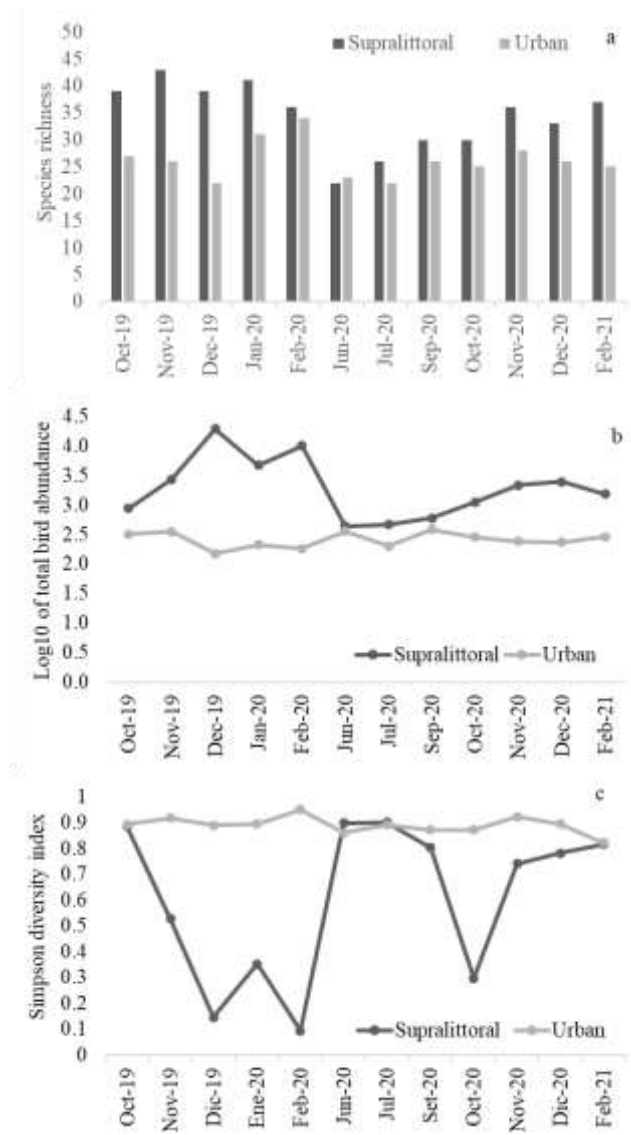 Supralittoral Urban a
Species richness
50
45
40
35
30
25
20
15
10
5
0
Oct-19 Nov-19 Dec-19 Jan-20 Feb-20 Jun-20 Jul-20 Sep-20 Oct-20 Nov-20 Dec-20 Feb-21
b
Log10 of total bird abundance
4.5
4.0
3.5
3.0
2.5
2.0
1.5
1.0
0.5
0.0
Supralittoral Urban
Oct-19 Nov-19 Dec-19 Jan-20 Feb-20 Jun-20 Jul-20 Sep-20 Oct-20 Nov-20 Dec-20 Feb-21
c
Simpson diversity index
1
0.9
0.8
0.7
0.6
0.5
0.4
0.3
0.2
0.1
0
Supralittoral Urban
Oct-19 Nov-19 Dic-19 Ene-20 Feb-20 Jun-20 Jul-20 Set-20 Oct-20 Nov-20 Dec-20 Feb-21